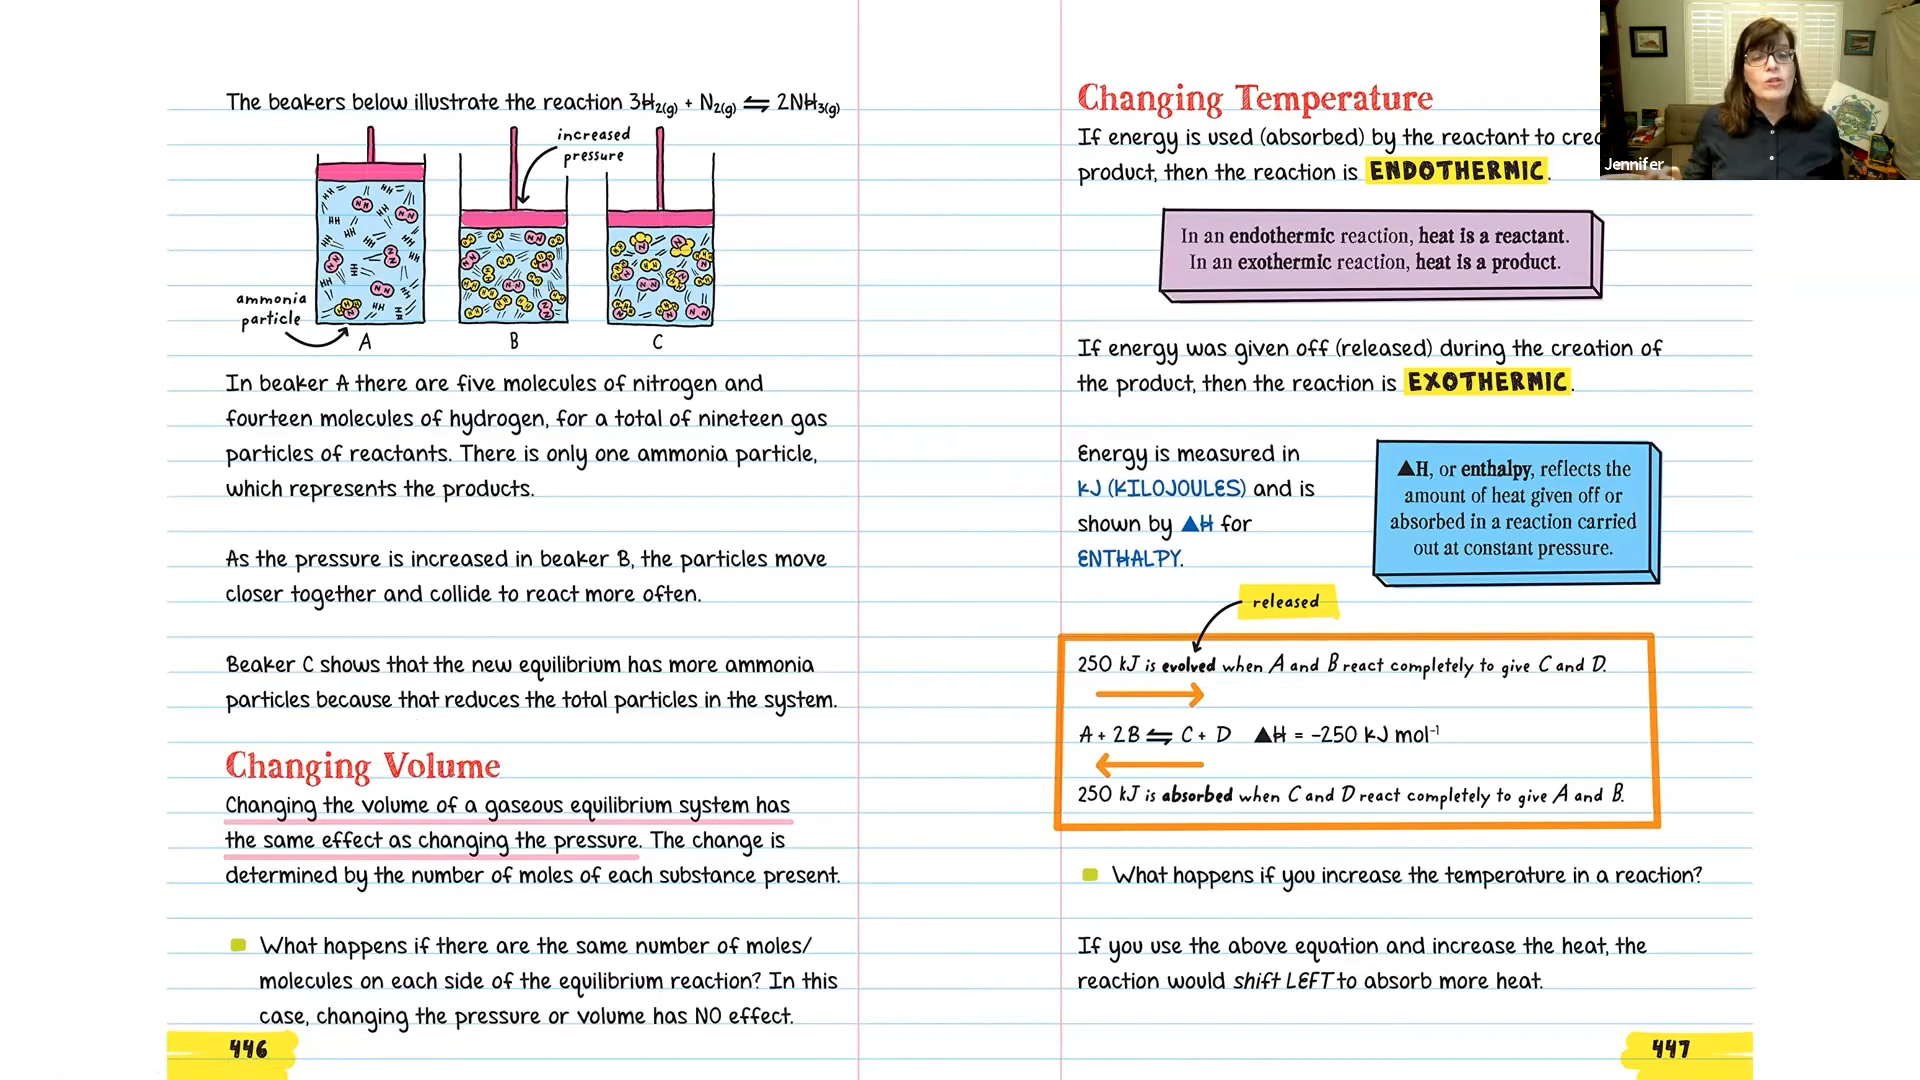 The beakers below illustrate the reaction 3H2(g) + N2(g) ⇌ 2NH3(g)
increased
pressure
ammonia
particle
A
B
C
In beaker A there are five molecules of nitrogen and
fourteen molecules of hydrogen, for a total of nineteen gas
particles of reactants. There is only one ammonia particle,
which represents the products.
As the pressure is increased in beaker B, the particles move
closer together and collide to react more often.
Beaker C shows that the new equilibrium has more ammonia
particles because that reduces the total particles in the system.
Changing Volume
Changing the volume of a gaseous equilibrium system has
the same effect as changing the pressure. The change is
determined by the number of moles of each substance present.
What happens if there are the same number of moles/
molecules on each side of the equilibrium reaction? In this
case, changing the pressure or volume has NO effect.
446
Changing Temperature
If energy is used (absorbed) by the reactant to crea
product, then the reaction is ENDOTHERMIC.
In an endothermic reaction, heat is a reactant.
In an exothermic reaction, heat is a product.
If energy was given off (released) during the creation of
the product, then the reaction is EXOTHERMIC.
Energy is measured in
KJ (KILOJOULES) and is
shown by ▲H for
ENTHALPY.
▲H, or enthalpy, reflects the
amount of heat given off or
absorbed in a reaction carried
out at constant pressure.
released
250 kJ is evolved when A and B react completely to give C and D.
A + 2B ⇌ C + D ▲H = -250 kJ mol⁻¹
250 kJ is absorbed when C and D react completely to give A and B.
What happens if you increase the temperature in a reaction?
If you use the above equation and increase the heat, the
reaction would shift LEFT to absorb more heat.
447
Jennifer